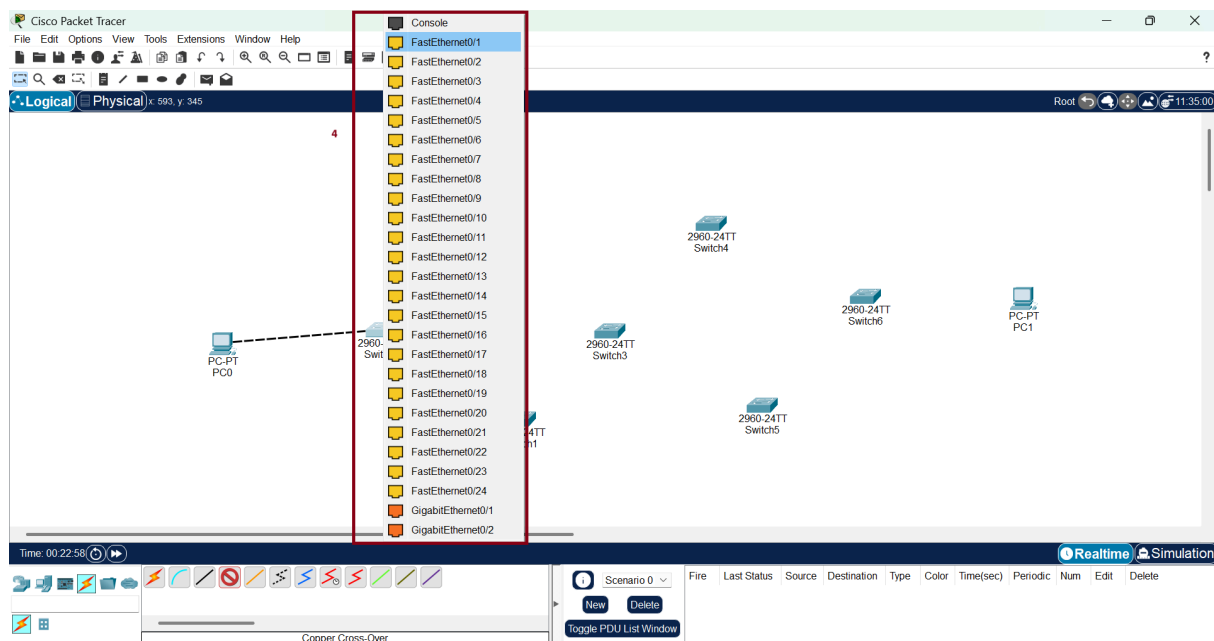 Cisco Packet Tracer
File Edit Options View Tools Extensions Window Help
?
Logical Physical x: 593, y: 345
Root 11:35:00
4
Console
FastEthernet0/1
FastEthernet0/2
FastEthernet0/3
FastEthernet0/4
FastEthernet0/5
FastEthernet0/6
FastEthernet0/7
FastEthernet0/8
FastEthernet0/9
FastEthernet0/10
FastEthernet0/11
FastEthernet0/12
FastEthernet0/13
FastEthernet0/14
FastEthernet0/15
FastEthernet0/16
FastEthernet0/17
FastEthernet0/18
FastEthernet0/19
FastEthernet0/20
FastEthernet0/21
FastEthernet0/22
FastEthernet0/23
FastEthernet0/24
GigabitEthernet0/1
GigabitEthernet0/2
2960-24TT
Switch4
2960-24TT
Switch6
PC-PT
PC1
2960-
Swit
2960-24TT
Switch3
PC-PT
PC0
4TT
h1
2960-24TT
Switch5
Time: 00:22:58
Realtime Simulation
Scenario 0
Fire Last Status Source Destination Type Color Time(sec) Periodic Num Edit Delete
New Delete
Toggle PDU List Window
Copper Cross-Over